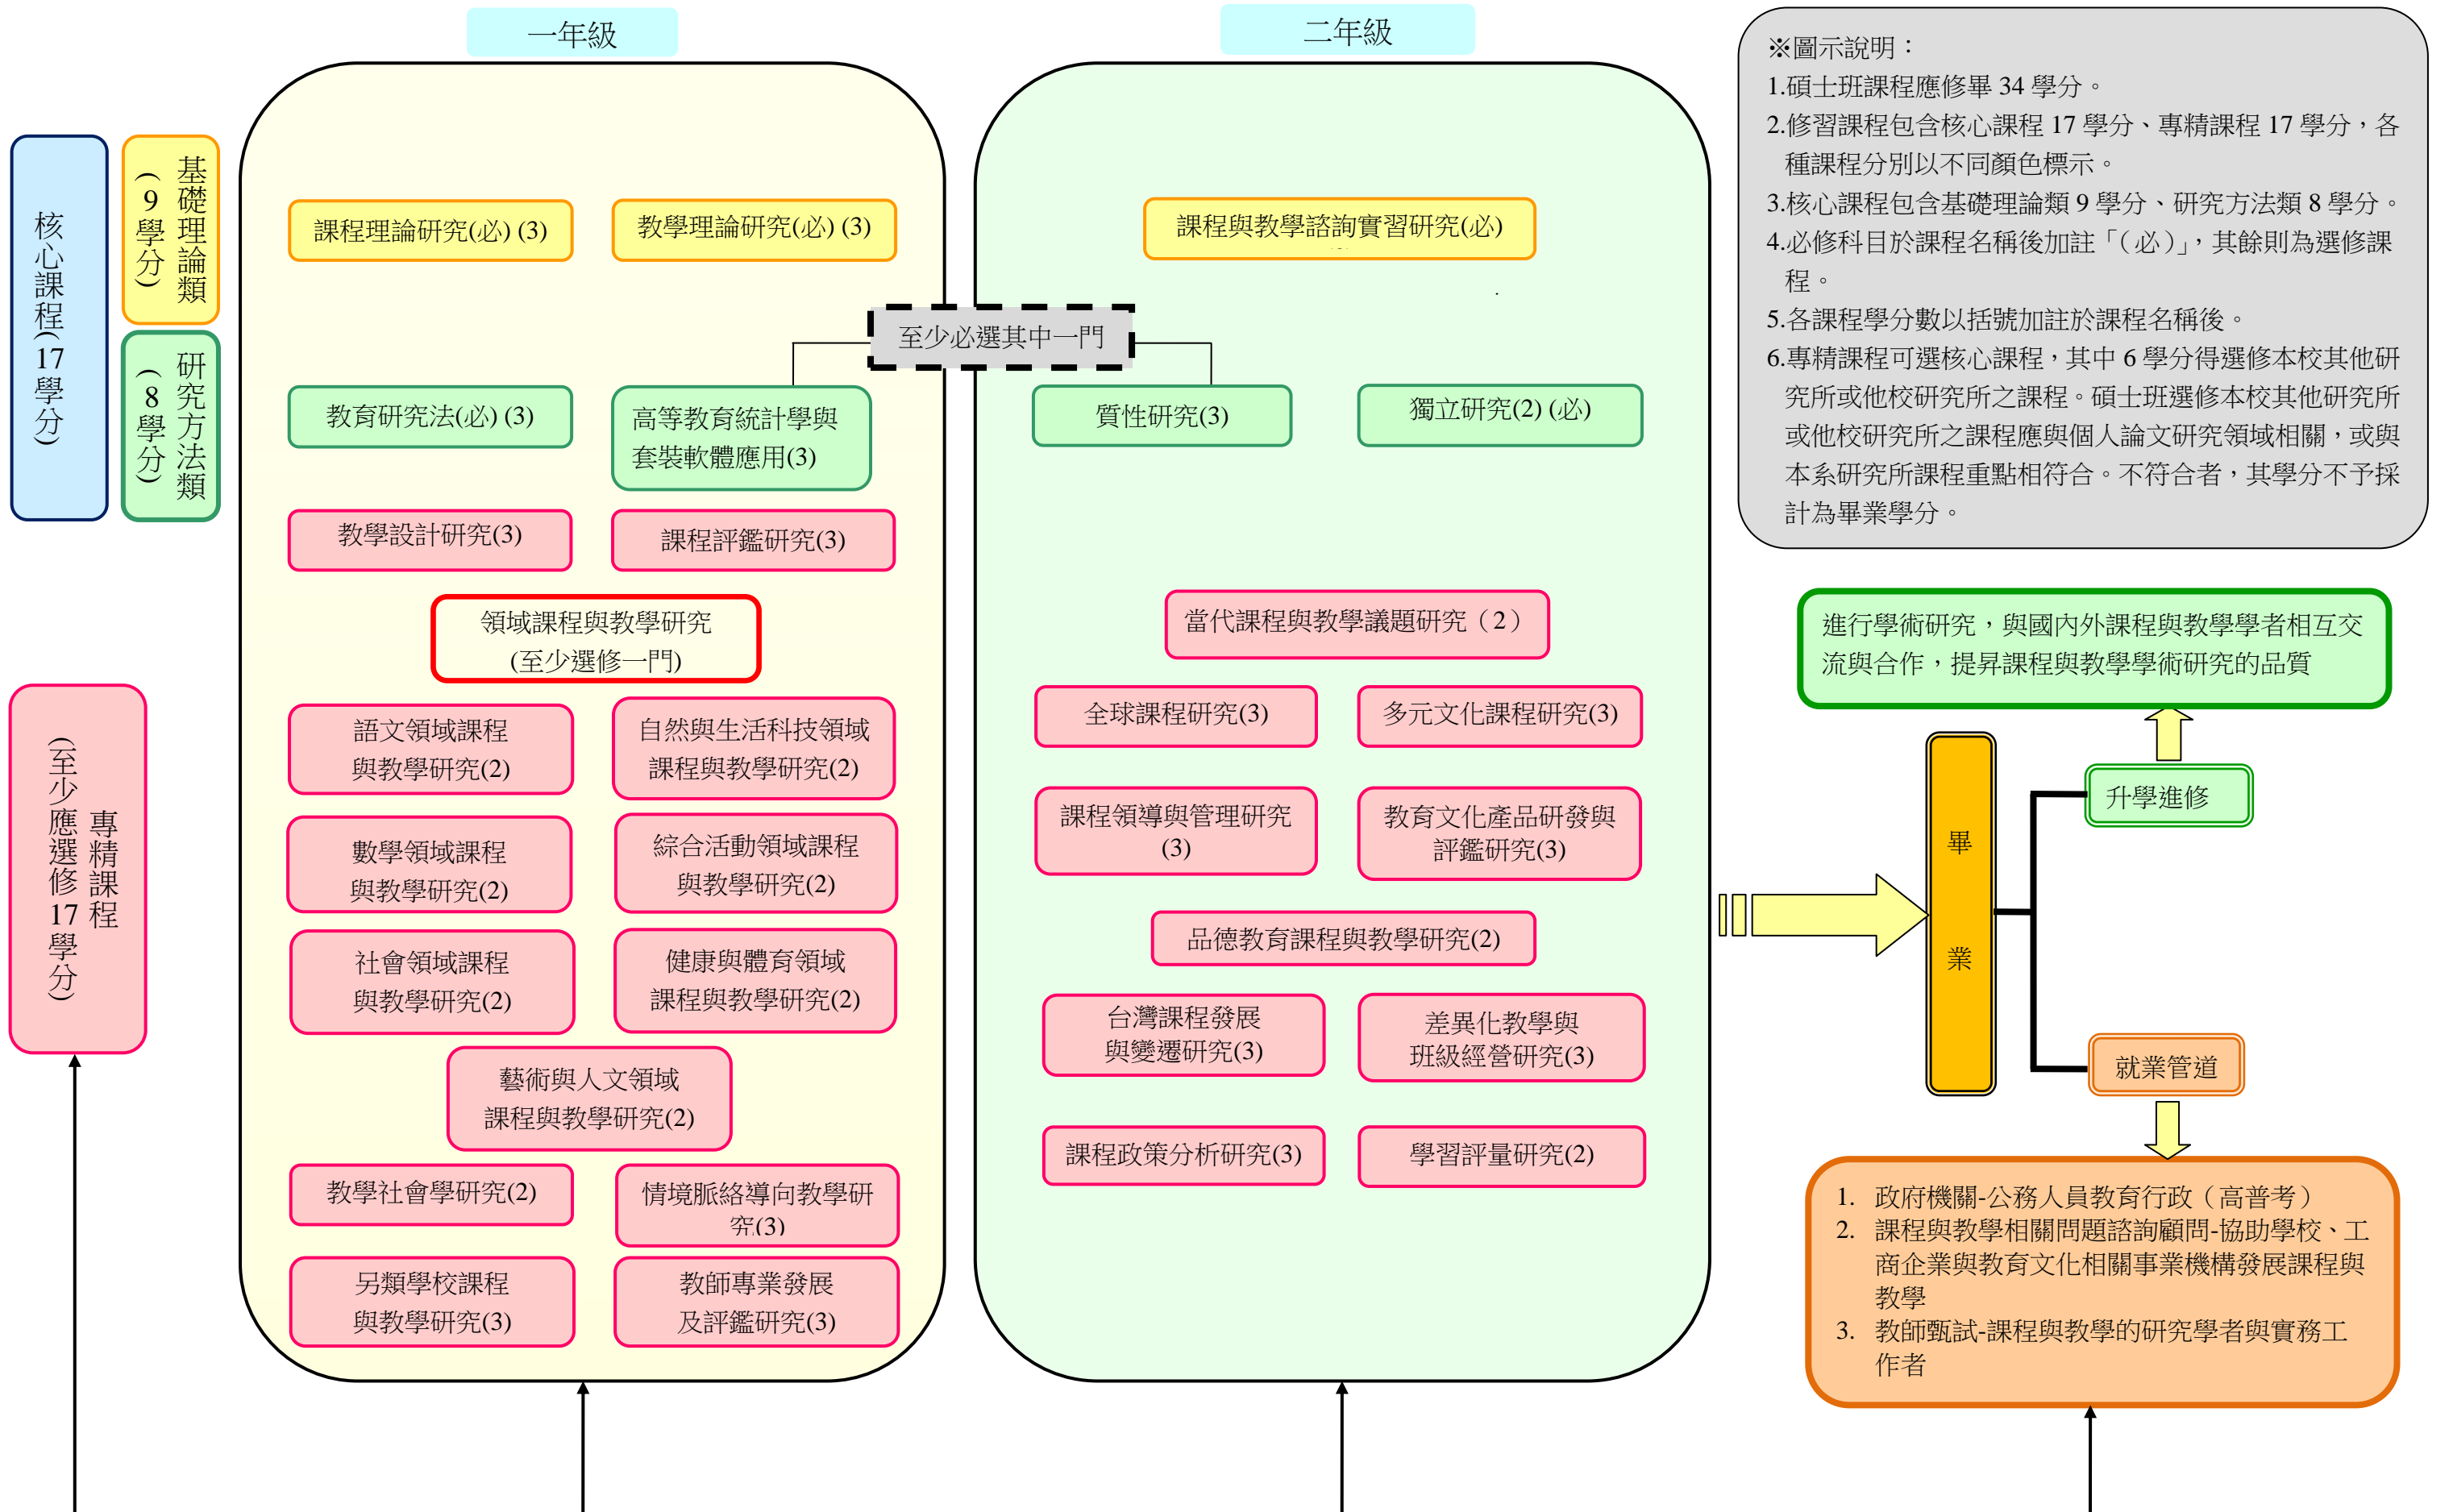 一年級
二年級
※圖示說明：
1.碩士班課程應修畢 34 學分。
2.修習課程包含核心課程 17 學分、專精課程 17 學分，各
種課程分別以不同顏色標示。
3.核心課程包含基礎理論類 9 學分、研究方法類 8 學分。
4.必修科目於課程名稱後加註「（必）」，其餘則為選修課
程。
5.各課程學分數以括號加註於課程名稱後。
6.專精課程可選核心課程，其中 6 學分得選修本校其他研
究所或他校研究所之課程。碩士班選修本校其他研究所
或他校研究所之課程應與個人論文研究領域相關，或與
本系研究所課程重點相符合。不符合者，其學分不予採
計為畢業學分。
核心課程(17 學分)
基礎理論類
(9 學分)
研究方法類
(8 學分)
課程理論研究(必) (3)
教學理論研究(必) (3)
課程與教學諮詢實習研究(必)
至少必選其中一門
教育研究法(必) (3)
高等教育統計學與
套裝軟體應用(3)
質性研究(3)
獨立研究(2) (必)
專精課程
(至少應選修 17 學分)
教學設計研究(3)
課程評鑑研究(3)
領域課程與教學研究
(至少選修一門)
語文領域課程
與教學研究(2)
自然與生活科技領域
課程與教學研究(2)
數學領域課程
與教學研究(2)
綜合活動領域課程
與教學研究(2)
社會領域課程
與教學研究(2)
健康與體育領域
課程與教學研究(2)
藝術與人文領域
課程與教學研究(2)
教學社會學研究(2)
情境脈絡導向教學研
究(3)
另類學校課程
與教學研究(3)
教師專業發展
及評鑑研究(3)
當代課程與教學議題研究（2）
全球課程研究(3)
多元文化課程研究(3)
課程領導與管理研究
(3)
教育文化產品研發與
評鑑研究(3)
品德教育課程與教學研究(2)
台灣課程發展
與變遷研究(3)
差異化教學與
班級經營研究(3)
課程政策分析研究(3)
學習評量研究(2)
畢業
進行學術研究，與國內外課程與教學學者相互交
流與合作，提昇課程與教學學術研究的品質
升學進修
就業管道
1. 政府機關-公務人員教育行政（高普考）
2. 課程與教學相關問題諮詢顧問-協助學校、工
商企業與教育文化相關事業機構發展課程與
教學
3. 教師甄試-課程與教學的研究學者與實務工
作者